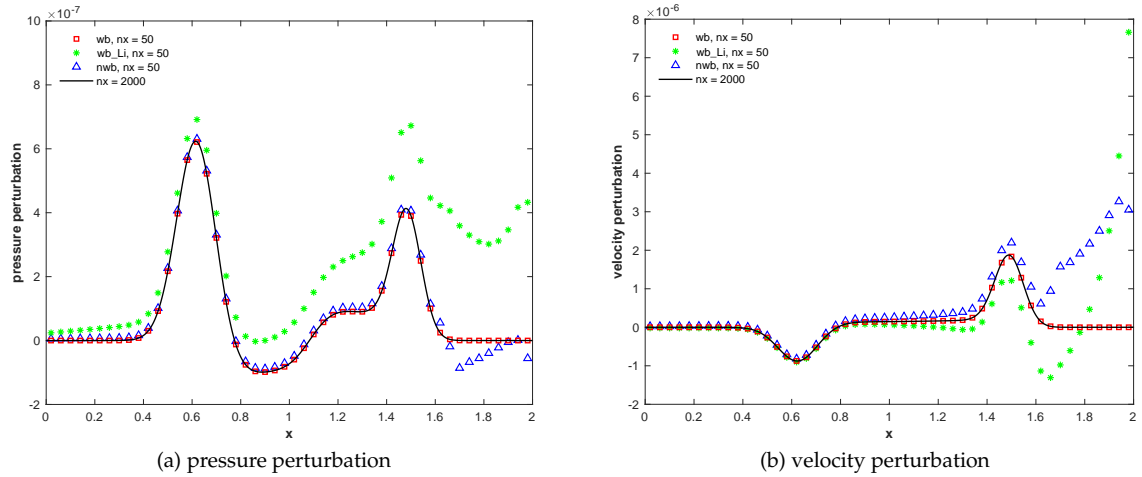 ×10⁻⁷
10
8
6
4
2
0
-2
pressure perturbation
wb, nx = 50
wb_Li, nx = 50
nwb, nx = 50
nx = 2000
0 0.2 0.4 0.6 0.8 1 1.2 1.4 1.6 1.8 2
x
(a) pressure perturbation
×10⁻⁶
8
7
6
5
4
3
2
1
0
-1
-2
velocity perturbation
wb, nx = 50
wb_Li, nx = 50
nwb, nx = 50
nx = 2000
0 0.2 0.4 0.6 0.8 1 1.2 1.4 1.6 1.8 2
x
(b) velocity perturbation